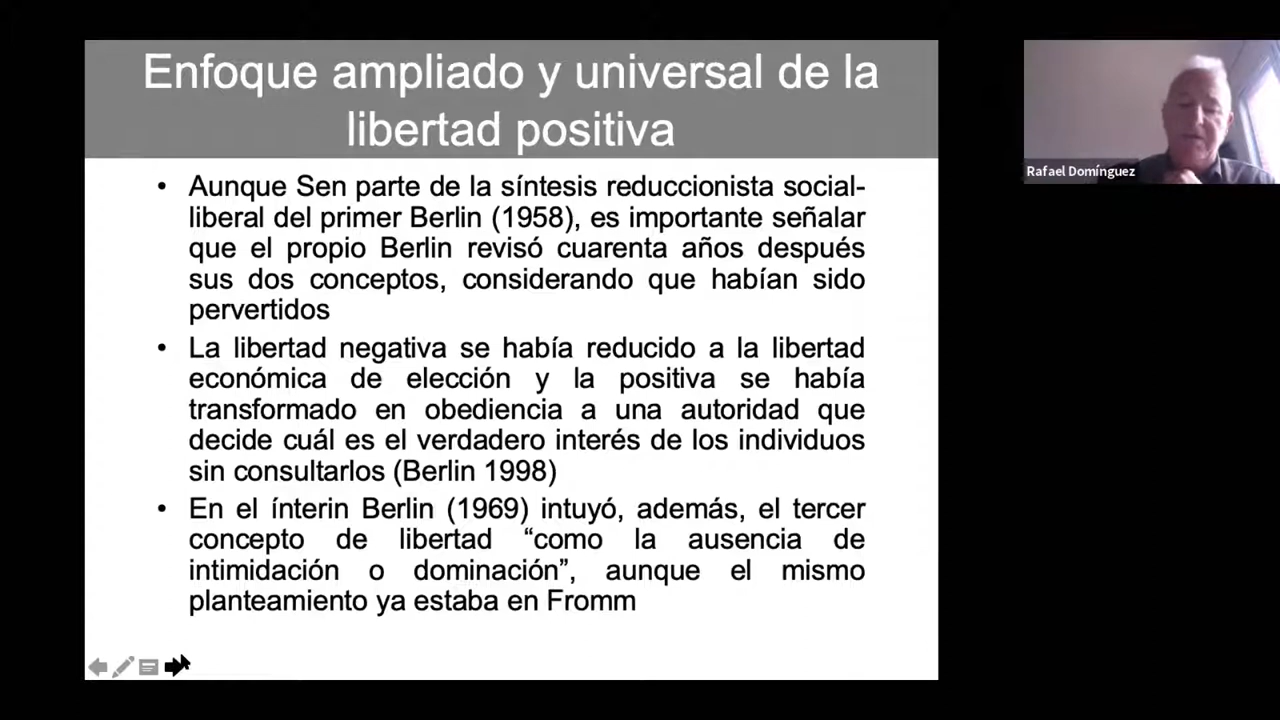 Enfoque ampliado y universal de la
libertad positiva
• Aunque Sen parte de la síntesis reduccionista social-
liberal del primer Berlin (1958), es importante señalar
que el propio Berlin revisó cuarenta años después
sus dos conceptos, considerando que habían sido
pervertidos
• La libertad negativa se había reducido a la libertad
económica de elección y la positiva se había
transformado en obediencia a una autoridad que
decide cuál es el verdadero interés de los individuos
sin consultarlos (Berlin 1998)
• En el ínterin Berlin (1969) intuyó, además, el tercer
concepto de libertad “como la ausencia de
intimidación o dominación”, aunque el mismo
planteamiento ya estaba en Fromm
Rafael Domínguez